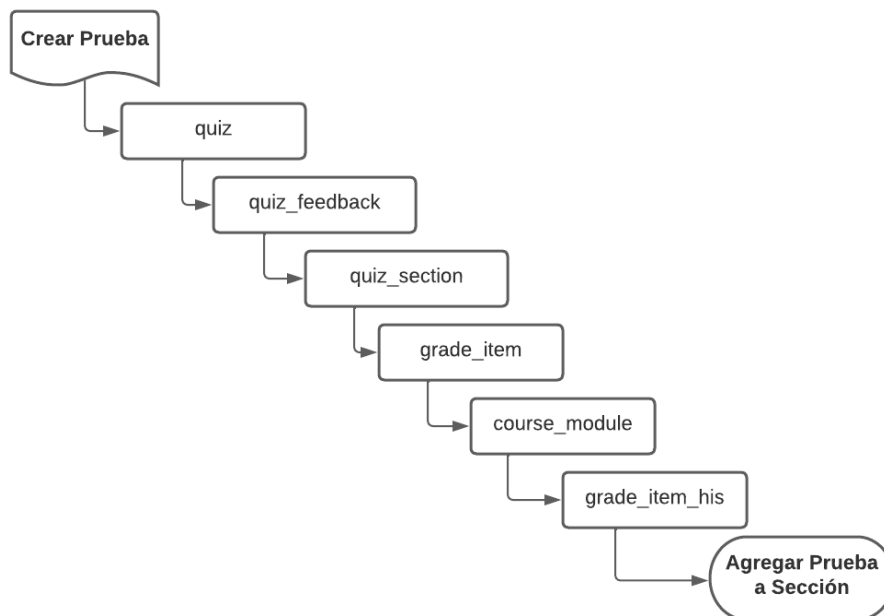 Crear Prueba
quiz
quiz_feedback
quiz_section
grade_item
course_module
grade_item_his
Agregar Prueba
a Sección